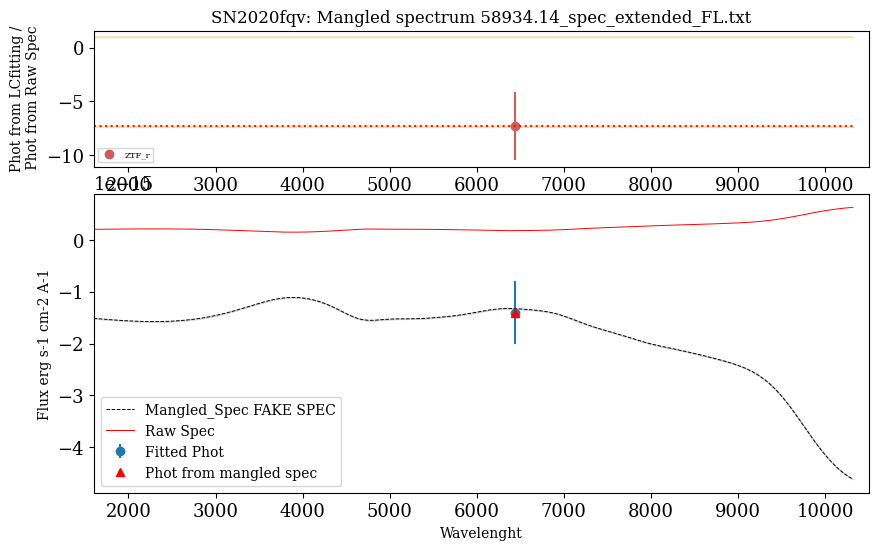 SN2020fqv: Mangled spectrum 58934.14_spec_extended_FL.txt
Phot from LCfitting /
Phot from Raw Spec
0
−5
−10
ZTF_r
2000 3000 4000 5000 6000 7000 8000 9000 10000
1e−15
Flux erg s-1 cm-2 A-1
0
−1
−2
−3
−4
Mangled_Spec FAKE SPEC
Raw Spec
Fitted Phot
Phot from mangled spec
2000 3000 4000 5000 6000 7000 8000 9000 10000
Wavelenght